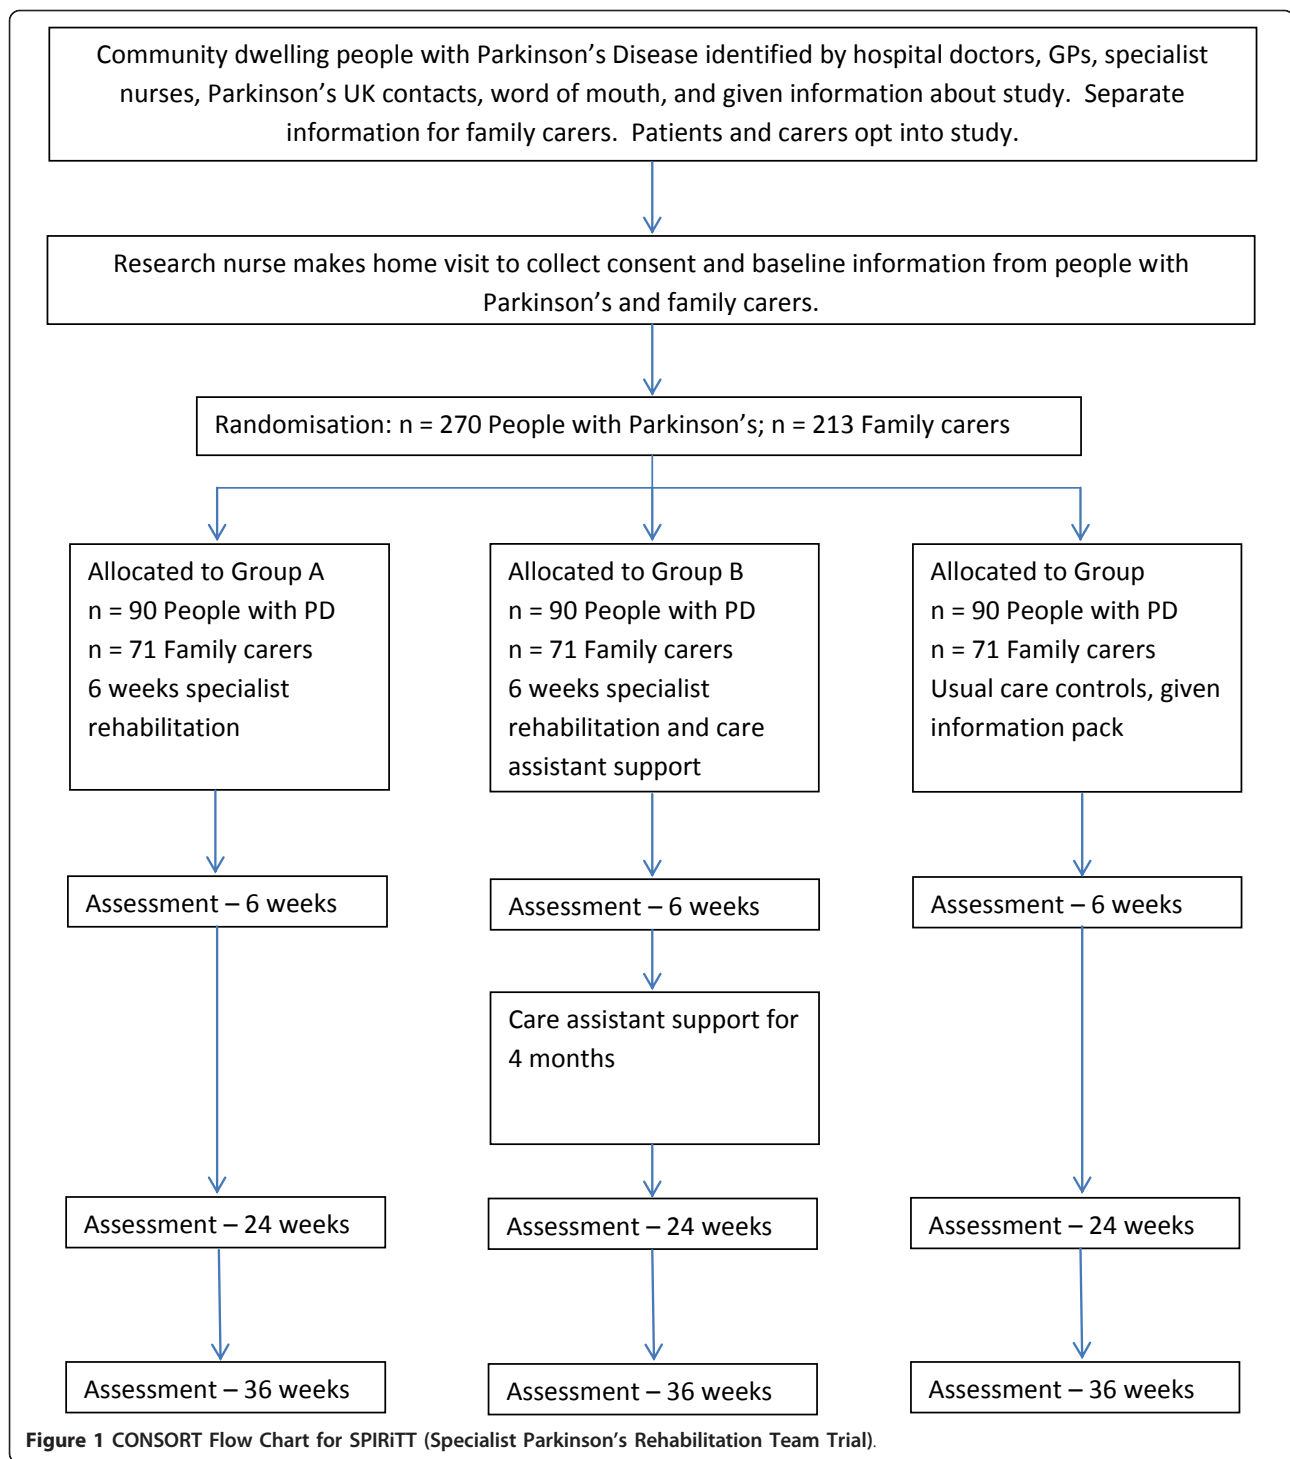 Community dwelling people with Parkinson’s Disease identified by hospital doctors, GPs, specialist
nurses, Parkinson’s UK contacts, word of mouth, and given information about study.  Separate
information for family carers.  Patients and carers opt into study.
Research nurse makes home visit to collect consent and baseline information from people with
Parkinson’s and family carers.
Randomisation: n = 270 People with Parkinson’s; n = 213 Family carers
Allocated to Group A
n = 90 People with PD
n = 71 Family carers
6 weeks specialist
rehabilitation
Allocated to Group B
n = 90 People with PD
n = 71 Family carers
6 weeks specialist
rehabilitation and care
assistant support
Allocated to Group
n = 90 People with PD
n = 71 Family carers
Usual care controls, given
information pack
Assessment – 6 weeks
Assessment – 6 weeks
Assessment – 6 weeks
Care assistant support for
4 months
Assessment – 24 weeks
Assessment – 24 weeks
Assessment – 24 weeks
Assessment – 36 weeks
Assessment – 36 weeks
Assessment – 36 weeks
Figure 1 CONSORT Flow Chart for SPIRiTT (Specialist Parkinson’s Rehabilitation Team Trial).